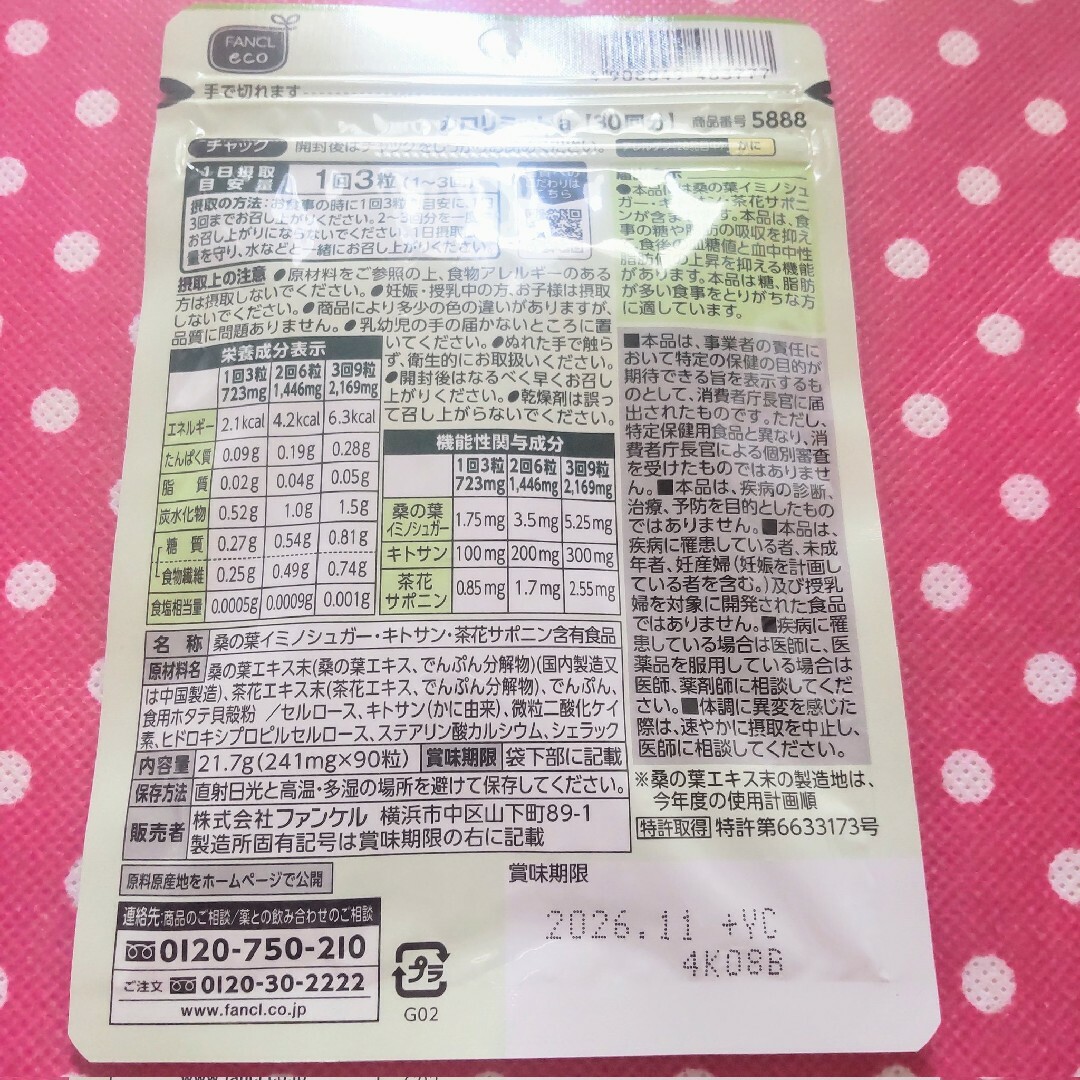 FANCL
eco
手で切れます
[30回分] 商品番号 5888
チャック 開封後は
かに
1日摂取
目安量
1回3粒 (1~3回)
摂取の方法:お食事の時に1回3粒
3回までお召し上がりください。2~3回分を一度
お召し上がりにならないでください。1日摂取
量を守り、水などと一緒にお召し上がりください
摂取上の注意 ●原材料をご参照の上、食物アレルギーのある
方は摂取しないでください。●妊娠・授乳中の方、お子様は摂取
しないでください。●商品により多少の色の違いがありますが、
品質に問題ありません。●乳幼児の手の届かないところに置
いてください。●ぬれた手で触ら
ず、衛生的にお取扱いください。
●開封後はなるべく早くお召し
上がりください。●乾燥剤は誤っ
て召し上がらないでください。
栄養成分表示
1回3粒 2回6粒 3回9粒
723mg 1,446mg 2,169mg
エネルギー 2.1kcal 4.2kcal 6.3kcal
たんぱく質 0.09g 0.19g 0.28g
脂質 0.02g 0.04g 0.05g
炭水化物 0.52g 1.0g 1.5g
糖質 0.27g 0.54g 0.81g
食物繊維 0.25g 0.49g 0.74g
食塩相当量 0.0005g 0.0009g 0.001g
機能性関与成分
1回3粒 2回6粒 3回9粒
723mg 1,446mg 2,169mg
桑の葉
イミノシュガー 1.75mg 3.5mg 5.25mg
キトサン 100mg 200mg 300mg
茶花
サポニン 0.85mg 1.7mg 2.55mg
●本品には桑の葉イミノシュ
ガー・キトサン・茶花サポニ
ンが含まれます。本品は、食
事の糖や脂肪の吸収を抑え
食後の血糖値と血中中性
脂肪値の上昇を抑える機能
があります。本品は糖、脂肪
が多い食事をとりがちな方
に適しています。
■本品は、事業者の責任に
おいて特定の保健の目的が
期待できる旨を表示するも
のとして、消費者庁長官に届
出されたものです。ただし、
特定保健用食品と異なり、消
費者庁長官による個別審査
を受けたものではありませ
ん。■本品は、疾病の診断、
治療、予防を目的としたもの
ではありません。■本品は、
疾病に罹患している者、未成
年者、妊産婦(妊娠を計画し
ている者を含む。)及び授乳
婦を対象に開発された食品
ではありません。■疾病に罹
患している場合は医師に、医
薬品を服用している場合は
医師、薬剤師に相談してくだ
さい。■体調に異変を感じた
際は、速やかに摂取を中止し、
医師に相談してください。
名称 桑の葉イミノシュガー・キトサン・茶花サポニン含有食品
原材料名 桑の葉エキス末(桑の葉エキス、でんぷん分解物)(国内製造又
は中国製造)、茶花エキス末(茶花エキス、でんぷん分解物)、でんぷん、
食用ホタテ貝殻粉 /セルロース、キトサン(かに由来)、微粒二酸化ケイ
素、ヒドロキシプロピルセルロース、ステアリン酸カルシウム、シェラック
内容量 21.7g(241mg×90粒) 賞味期限 袋下部に記載
保存方法 直射日光と高温・多湿の場所を避けて保存してください。
販売者 株式会社ファンケル 横浜市中区山下町89-1
製造所固有記号は賞味期限の右に記載
※桑の葉エキス末の製造地は、
今年度の使用計画順
特許取得 特許第6633173号
原料原産地をホームページで公開
連絡先:商品のご相談/薬との飲み合わせのご相談
0120-750-210
ご注文 0120-30-2222
www.fancl.co.jp
プラ
G02
賞味期限
2026.11 +YC
4K08B